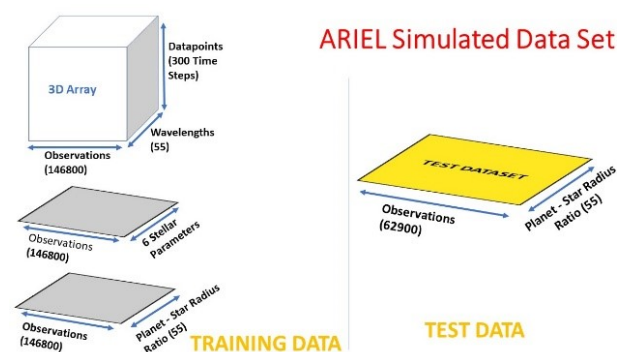 ARIEL Simulated Data Set
Datapoints
(300 Time
Steps)
3D Array
Wavelengths
(55)
Observations
(146800)
Observations
(146800)
6 Stellar
Parameters
Observations
(146800)
Planet - Star Radius
Ratio (55)
TRAINING DATA
TEST DATASET
Observations
(62900)
Planet - Star Radius
Ratio (55)
TEST DATA